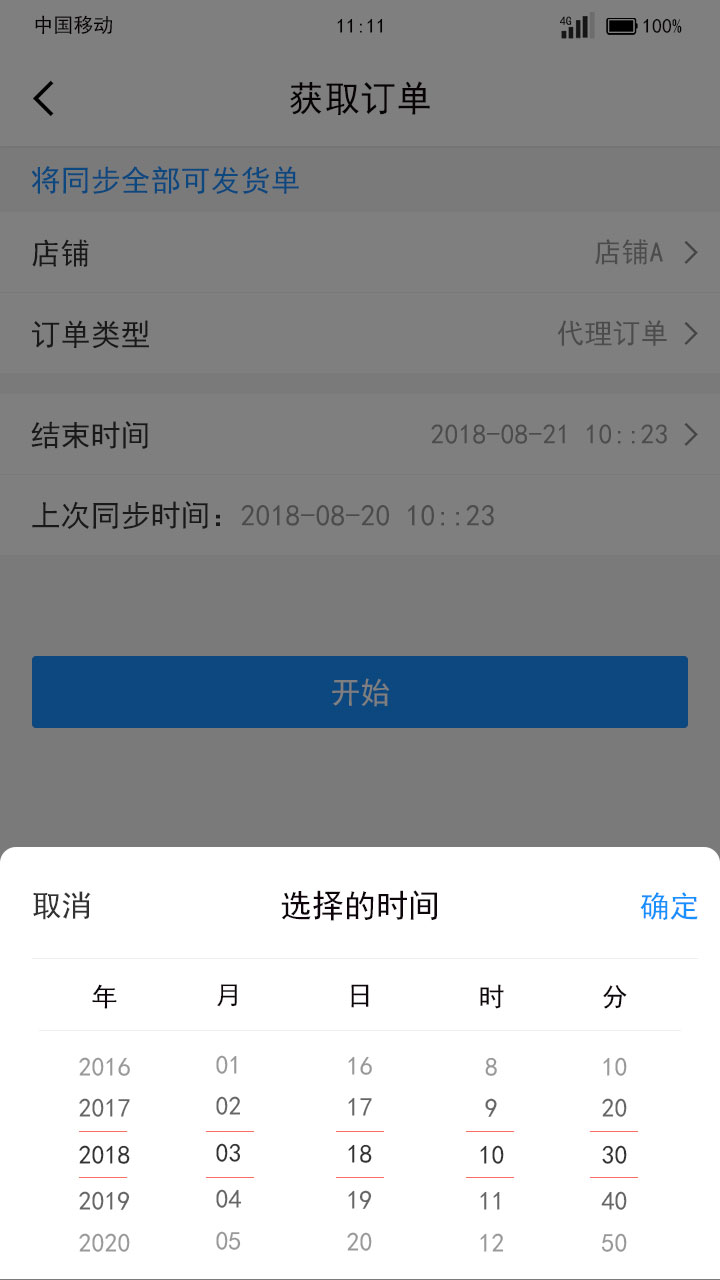 中国移动 11:11 4G 100%
获取订单
将同步全部可发货单
店铺 店铺A
订单类型 代理订单
结束时间 2018-08-21 10::23
上次同步时间: 2018-08-20 10::23
开始
取消 选择的时间 确定
年 月 日 时 分
2016 01 16 8 10
2017 02 17 9 20
2018 03 18 10 30
2019 04 19 11 40
2020 05 20 12 50